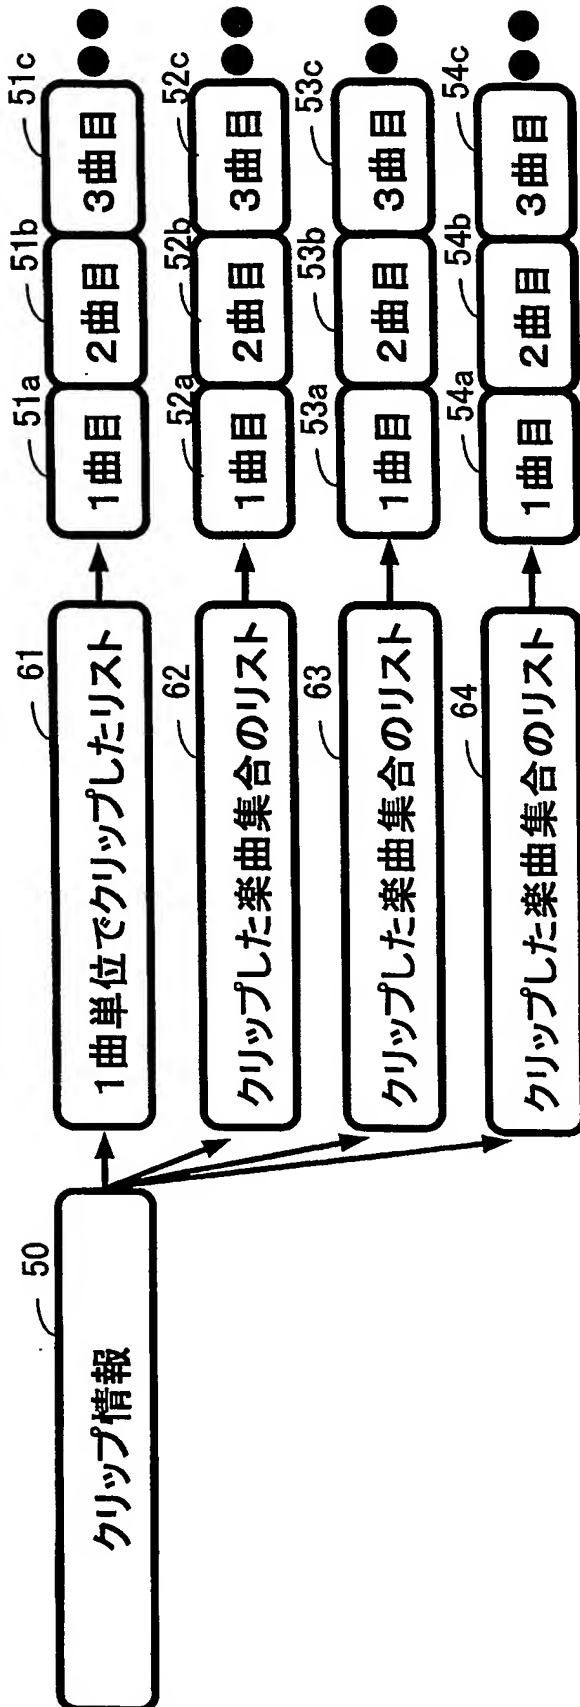 50
クリップ情報
61
1曲単位でクリップしたリスト
51a
1曲目
51b
2曲目
51c
3曲目
●●
62
クリップした楽曲集合のリスト
52a
1曲目
52b
2曲目
52c
3曲目
●●
63
クリップした楽曲集合のリスト
53a
1曲目
53b
2曲目
53c
3曲目
●●
64
クリップした楽曲集合のリスト
54a
1曲目
54b
2曲目
54c
3曲目
●●